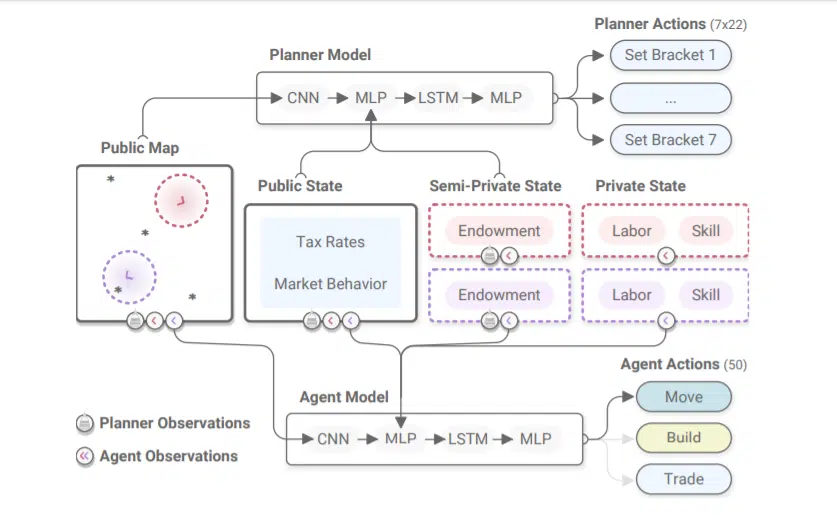 Planner Actions (7x22)
Planner Model
Set Bracket 1
CNN
MLP
LSTM
MLP
...
Set Bracket 7
Public Map
Public State
Semi-Private State
Private State
Tax Rates
Market Behavior
Endowment
Labor
Skill
Endowment
Labor
Skill
Agent Actions (50)
Agent Model
Move
CNN
MLP
LSTM
MLP
Build
Trade
Planner Observations
Agent Observations